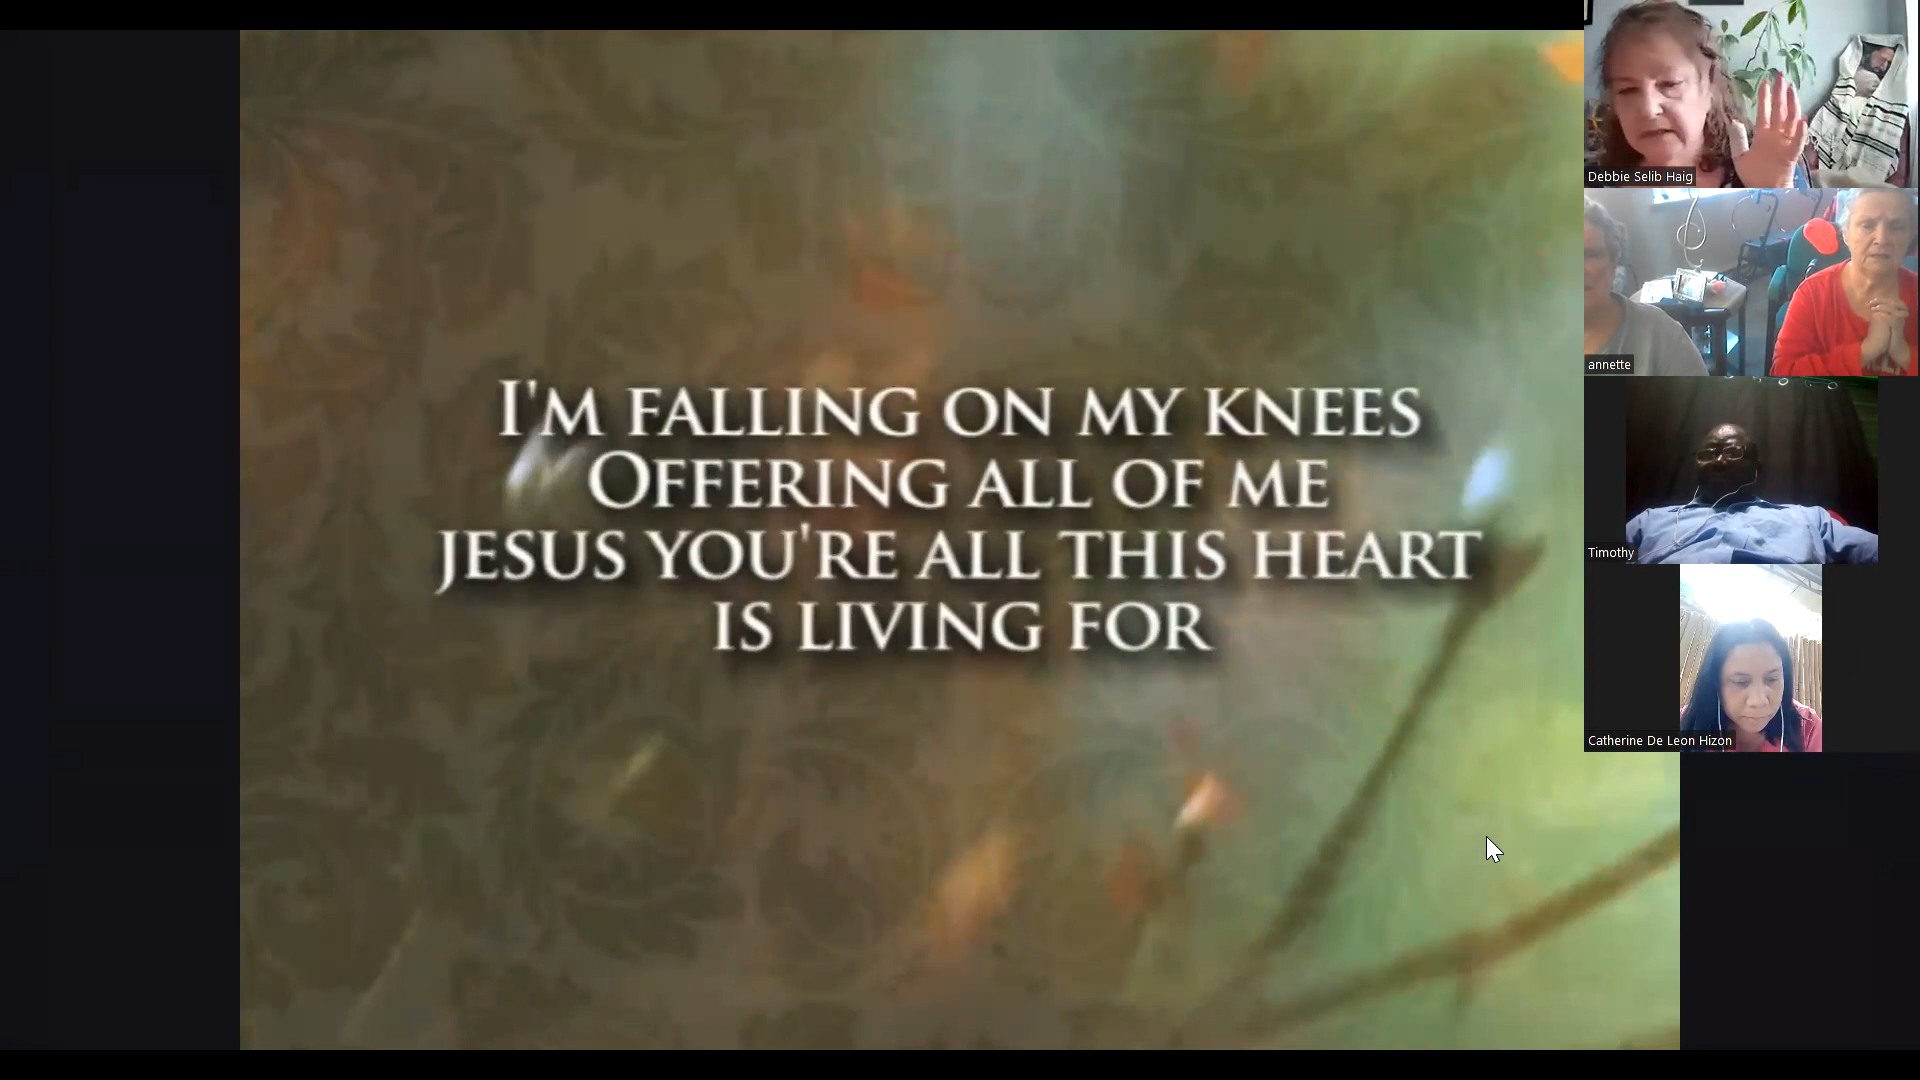 I'M FALLING ON MY KNEES
OFFERING ALL OF ME
JESUS YOU'RE ALL THIS HEART
IS LIVING FOR
Debbie Selib Haig
annette
Timothy
Catherine De Leon Hizon